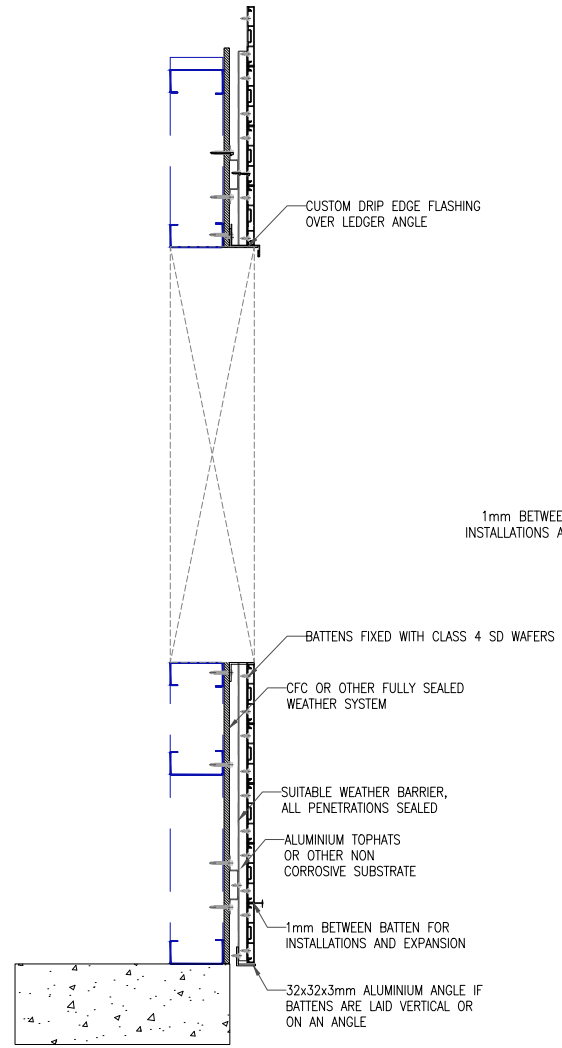 CUSTOM DRIP EDGE FLASHING
OVER LEDGER ANGLE
1mm BETWEE
INSTALLATIONS A
BATTENS FIXED WITH CLASS 4 SD WAFERS
CFC OR OTHER FULLY SEALED
WEATHER SYSTEM
SUITABLE WEATHER BARRIER,
ALL PENETRATIONS SEALED
ALUMINIUM TOPHATS
OR OTHER NON
CORROSIVE SUBSTRATE
1mm BETWEEN BATTEN FOR
INSTALLATIONS AND EXPANSION
32x32x3mm ALUMINIUM ANGLE IF
BATTENS ARE LAID VERTICAL OR
ON AN ANGLE